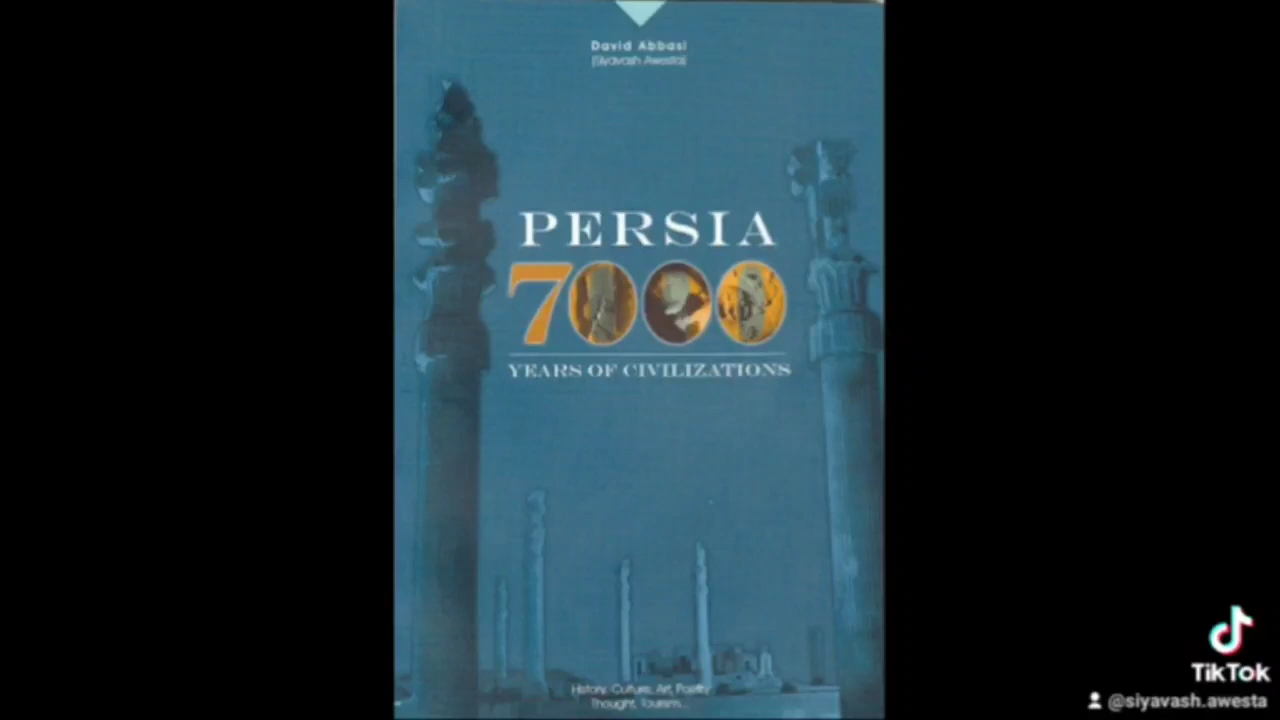 David Abbasi
(Siyavash Awesta)
PERSIA
7000
YEARS OF CIVILIZATIONS
History, Culture, Art, Poetry
Thought, Tourism...
TikTok
@siyavash.awesta